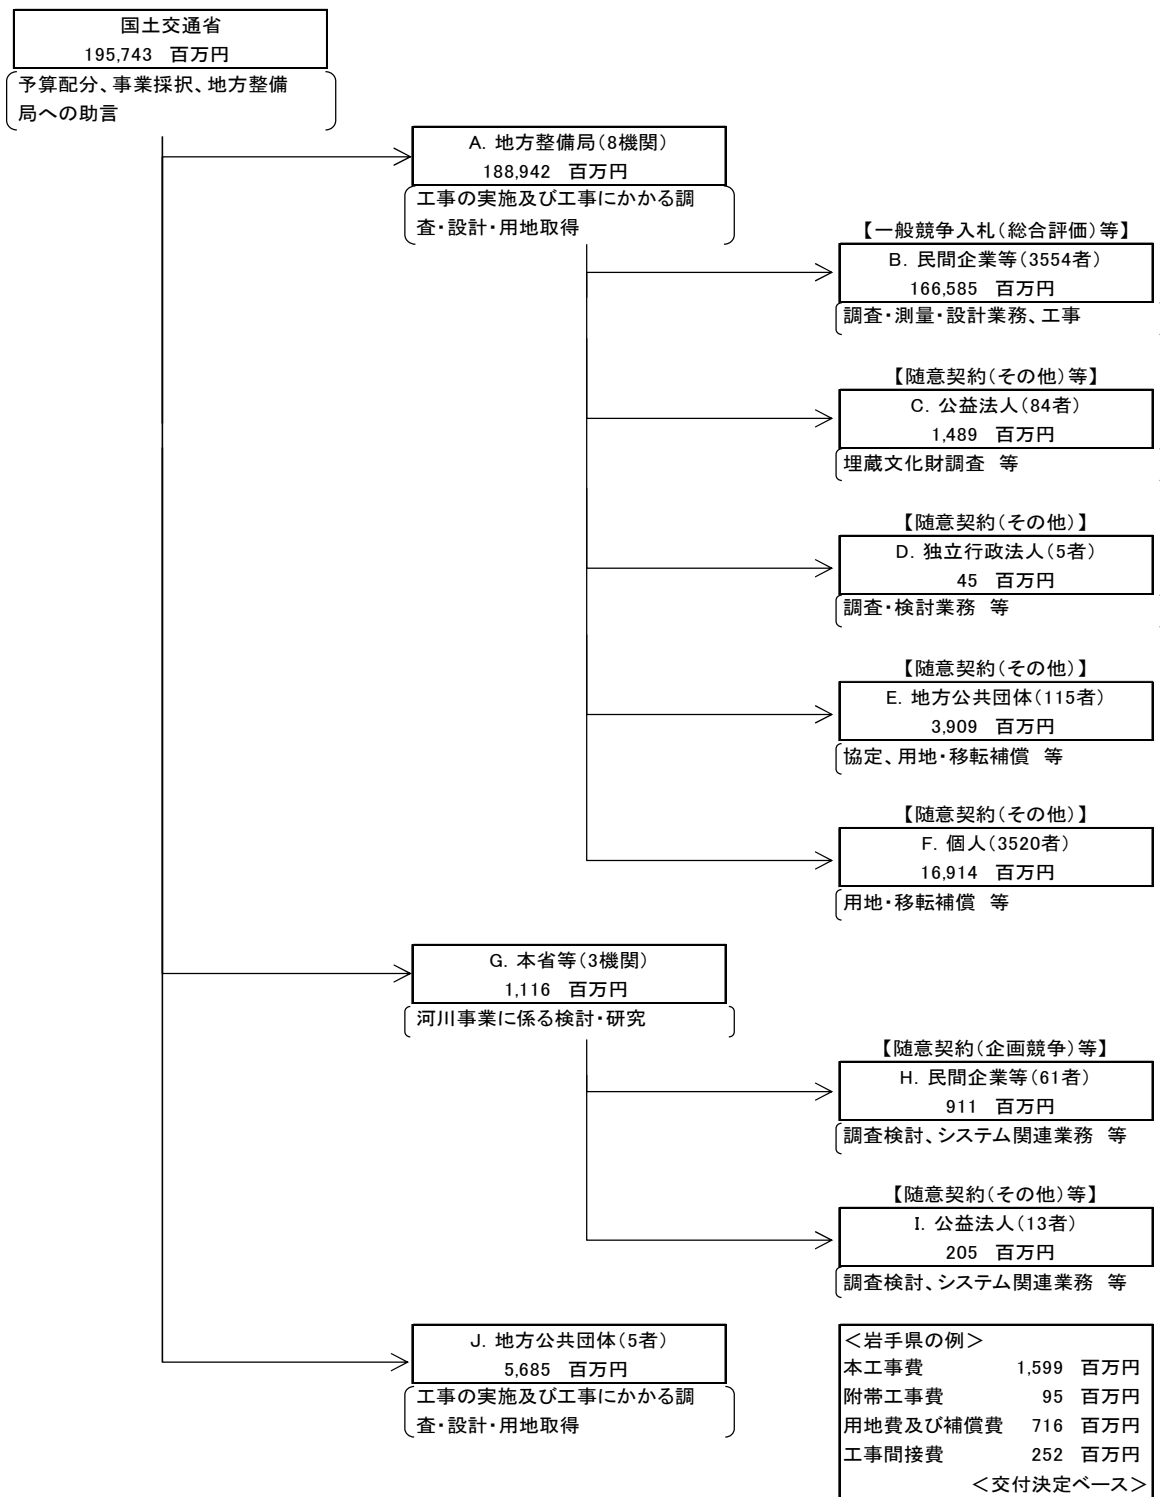 国土交通省
195,743 百万円
予算配分、事業採択、地方整備
局への助言
A. 地方整備局(8機関)
188,942 百万円
工事の実施及び工事にかかる調
査・設計・用地取得
【一般競争入札(総合評価)等】
B. 民間企業等(3554者)
166,585 百万円
調査・測量・設計業務、工事
【随意契約(その他)等】
C. 公益法人(84者)
1,489 百万円
埋蔵文化財調査 等
【随意契約(その他)】
D. 独立行政法人(5者)
45 百万円
調査・検討業務 等
【随意契約(その他)】
E. 地方公共団体(115者)
3,909 百万円
協定、用地・移転補償 等
【随意契約(その他)】
F. 個人(3520者)
16,914 百万円
用地・移転補償 等
G. 本省等(3機関)
1,116 百万円
河川事業に係る検討・研究
【随意契約(企画競争)等】
H. 民間企業等(61者)
911 百万円
調査検討、システム関連業務 等
【随意契約(その他)等】
I. 公益法人(13者)
205 百万円
調査検討、システム関連業務 等
J. 地方公共団体(5者)
5,685 百万円
工事の実施及び工事にかかる調
査・設計・用地取得
<岩手県の例>
本工事費 1,599 百万円
附帯工事費 95 百万円
用地費及び補償費 716 百万円
工事間接費 252 百万円
<交付決定ベース>